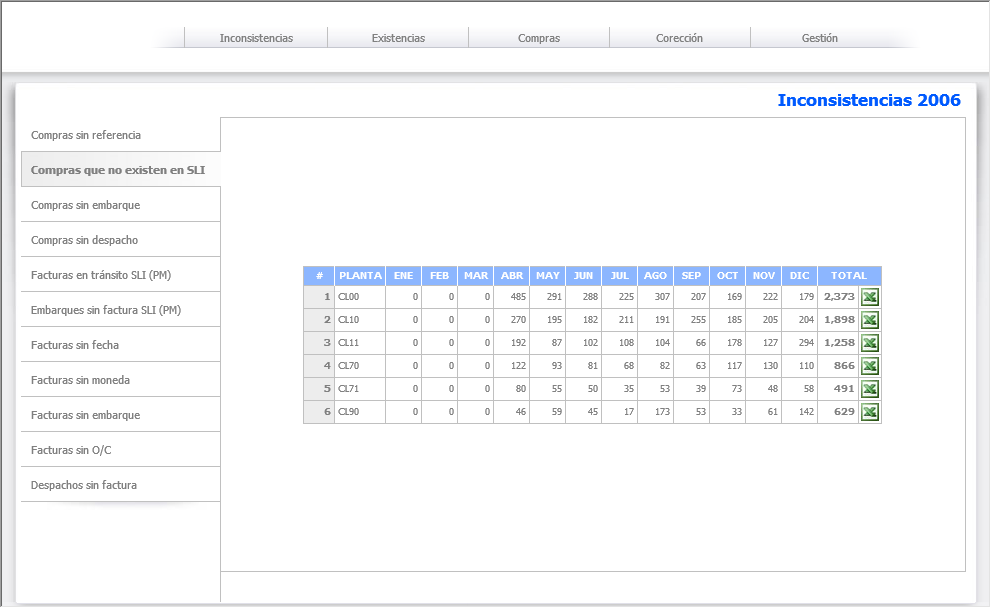 Inconsistencias Existencias Compras Corección Gestión
Inconsistencias 2006
Compras sin referencia
Compras que no existen en SLI
Compras sin embarque
Compras sin despacho
Facturas en tránsito SLI (PM)
Embarques sin factura SLI (PM)
Facturas sin fecha
Facturas sin moneda
Facturas sin embarque
Facturas sin O/C
Despachos sin factura
# PLANTA ENE FEB MAR ABR MAY JUN JUL AGO SEP OCT NOV DIC TOTAL
1 CL00 0 0 0 485 291 288 225 307 207 169 222 179 2,373
2 CL10 0 0 0 270 195 182 211 191 255 185 205 204 1,898
3 CL11 0 0 0 192 87 102 108 104 66 178 127 294 1,258
4 CL70 0 0 0 122 93 81 68 82 63 117 130 110 866
5 CL71 0 0 0 80 55 50 35 53 39 73 48 58 491
6 CL90 0 0 0 46 59 45 17 173 53 33 61 142 629